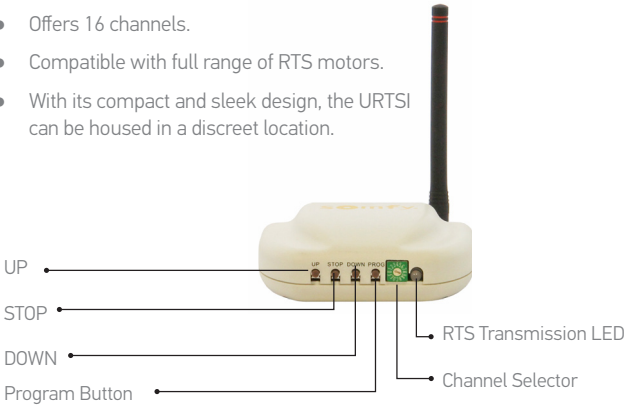 • Offers 16 channels.
• Compatible with full range of RTS motors.
• With its compact and sleek design, the URTSI
can be housed in a discreet location.
somfy
UP STOP DOWN PROG
UP
STOP
DOWN
Program Button
RTS Transmission LED
Channel Selector